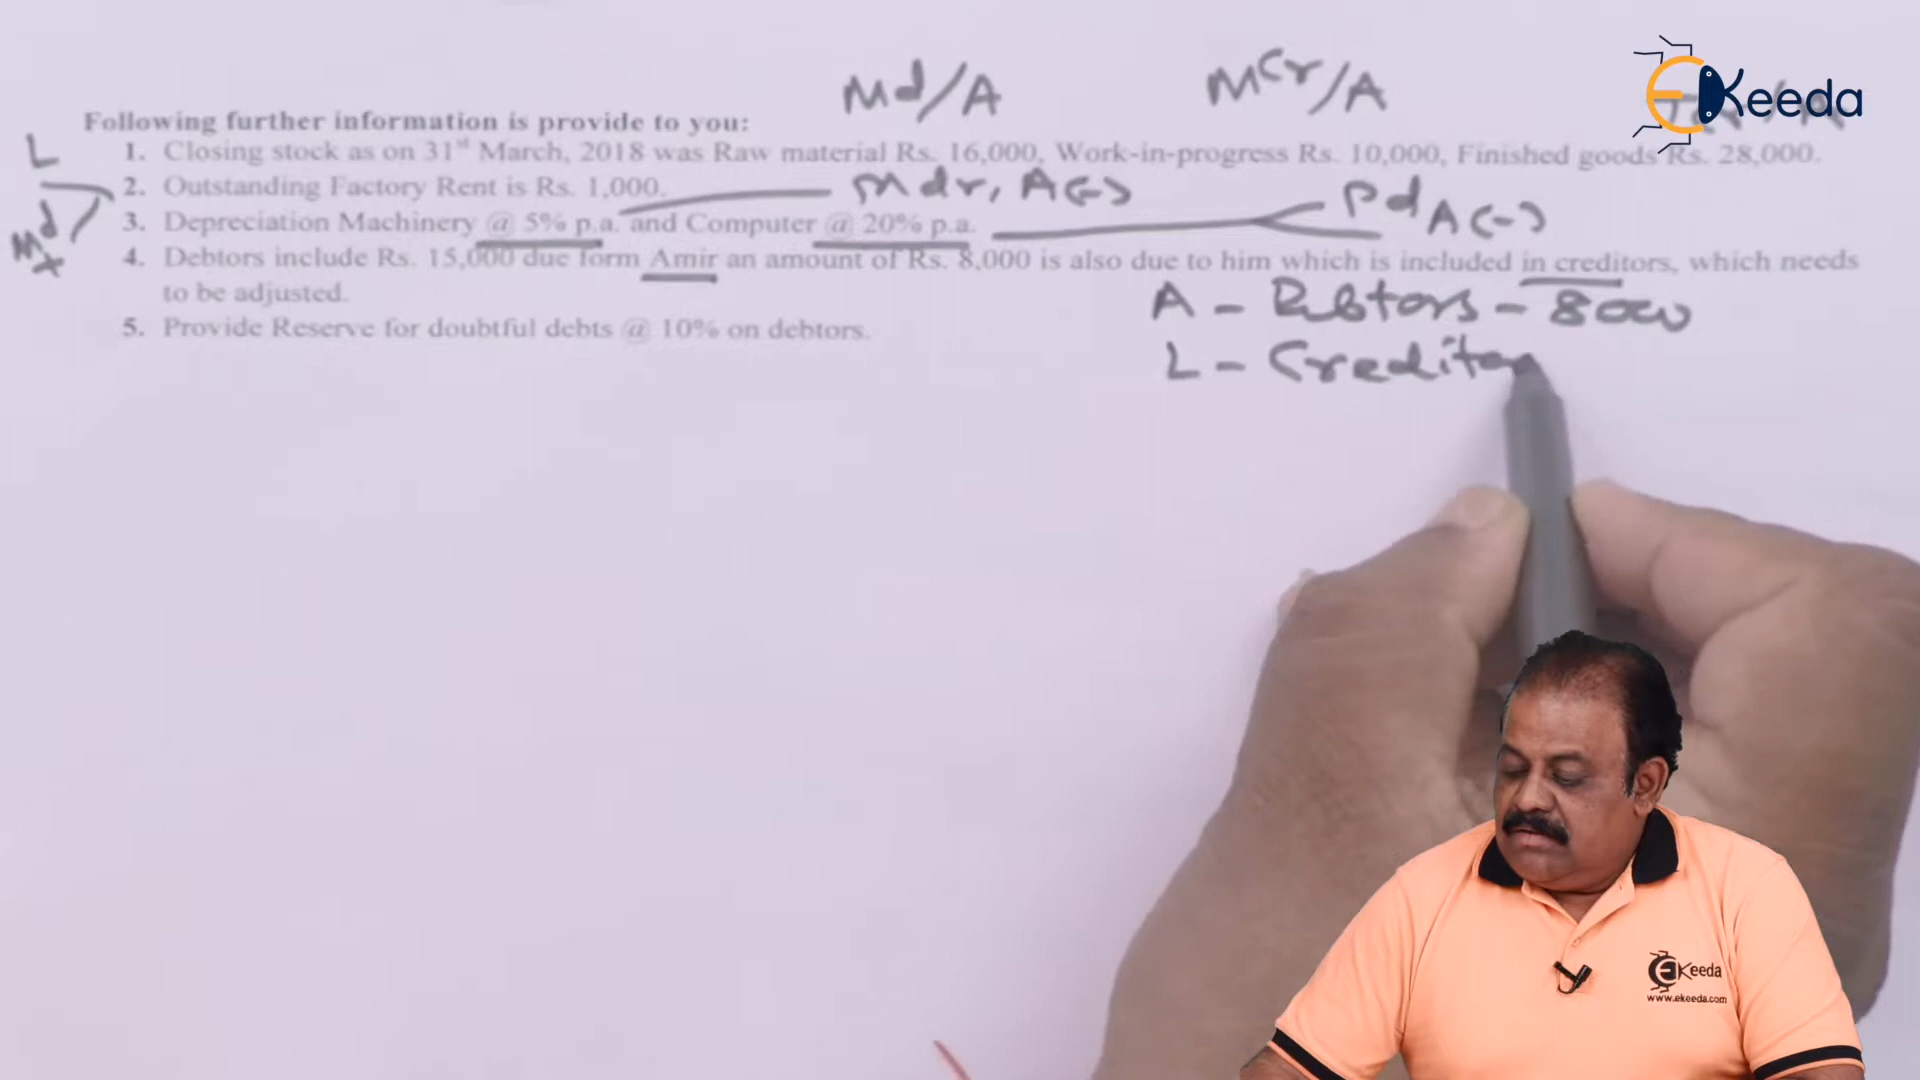 Md/A Mcr/A
EKeeda
Following further information is provide to you:
L
1. Closing stock as on 31st March, 2018 was Raw material Rs. 16,000, Work-in-progress Rs. 10,000, Finished goods Rs. 28,000.
2. Outstanding Factory Rent is Rs. 1,000. Mdr, A(-) Pd A(-)
Md
3. Depreciation Machinery @ 5% p.a. and Computer @ 20% p.a.
4. Debtors include Rs. 15,000 due form Amir an amount of Rs. 8,000 is also due to him which is included in creditors, which needs
to be adjusted.
A - Debtors - 8000
5. Provide Reserve for doubtful debts @ 10% on debtors.
L - Creditor
EKeeda
www.ekeeda.com